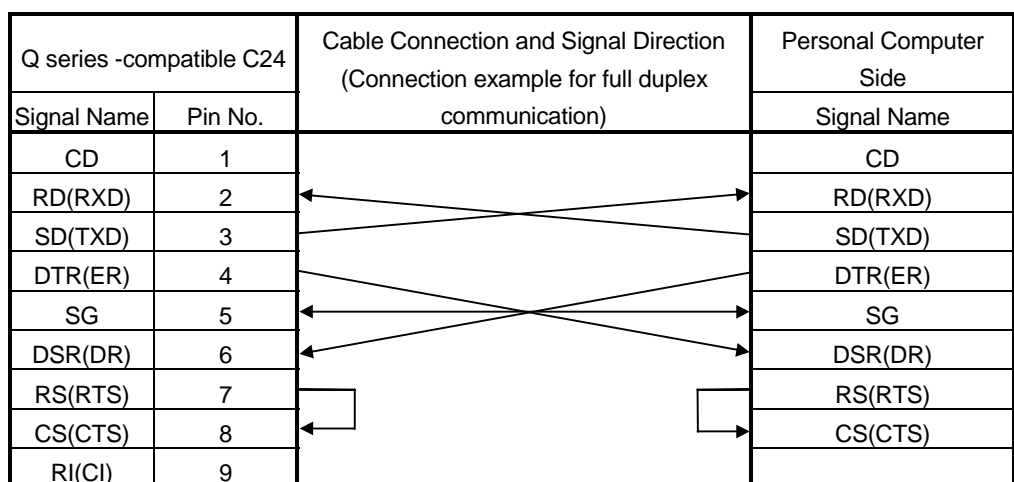 Q series -compatible C24 Cable Connection and Signal Direction (Connection example for full duplex communication) Personal Computer Side
Signal Name Pin No. Signal Name
CD 1 CD
RD(RXD) 2 RD(RXD)
SD(TXD) 3 SD(TXD)
DTR(ER) 4 DTR(ER)
SG 5 SG
DSR(DR) 6 DSR(DR)
RS(RTS) 7 RS(RTS)
CS(CTS) 8 CS(CTS)
RI(CI) 9